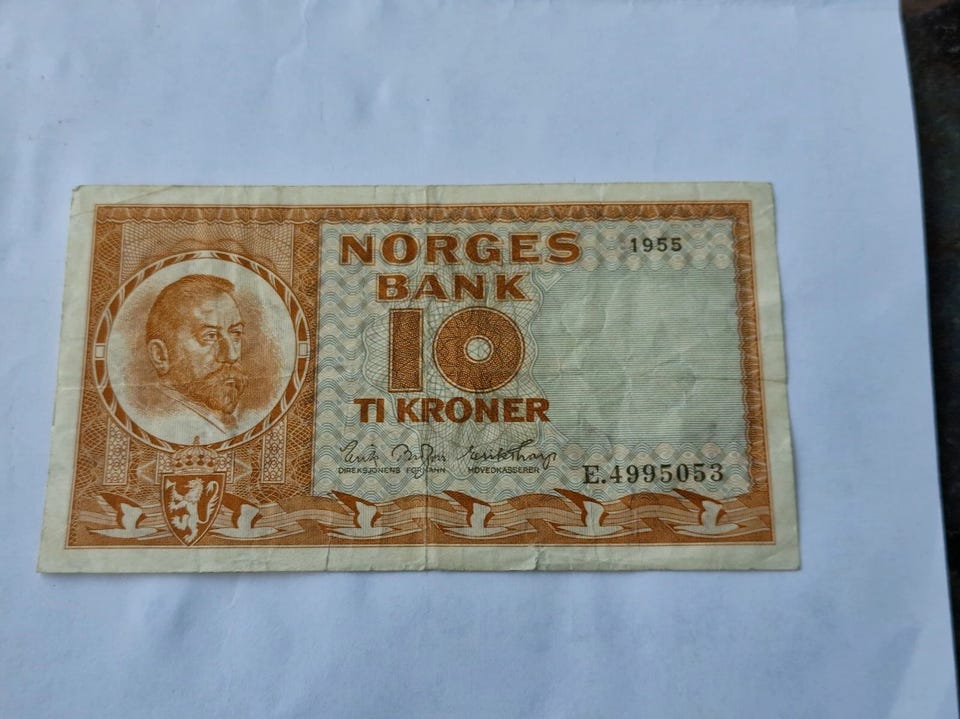 NORGES
1955
BANK
10
TI KRONER
DIREKSJONENS FORMANN
HOVEDKASSERER
E.4995053